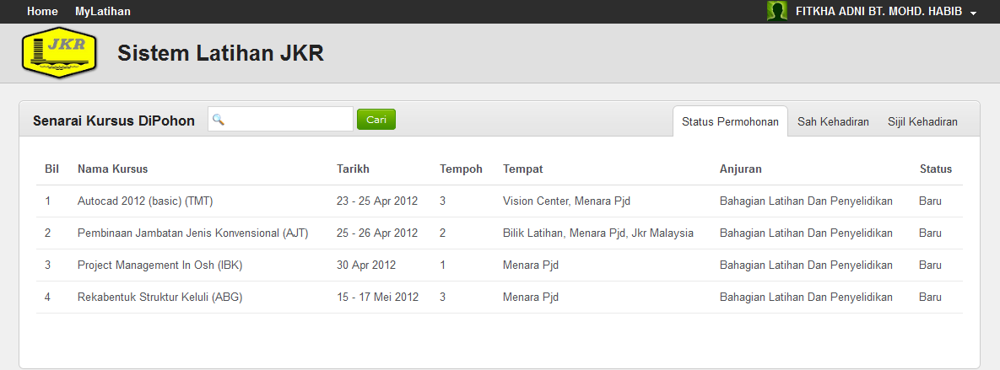 Home MyLatihan FITKHA ADNI BT. MOHD. HABIB
JKR Sistem Latihan JKR
Senarai Kursus DiPohon Cari Status Permohonan Sah Kehadiran Sijil Kehadiran
Bil Nama Kursus Tarikh Tempoh Tempat Anjuran Status
1 Autocad 2012 (basic) (TMT) 23 - 25 Apr 2012 3 Vision Center, Menara Pjd Bahagian Latihan Dan Penyelidikan Baru
2 Pembinaan Jambatan Jenis Konvensional (AJT) 25 - 26 Apr 2012 2 Bilik Latihan, Menara Pjd, Jkr Malaysia Bahagian Latihan Dan Penyelidikan Baru
3 Project Management In Osh (IBK) 30 Apr 2012 1 Menara Pjd Bahagian Latihan Dan Penyelidikan Baru
4 Rekabentuk Struktur Keluli (ABG) 15 - 17 Mei 2012 3 Menara Pjd Bahagian Latihan Dan Penyelidikan Baru